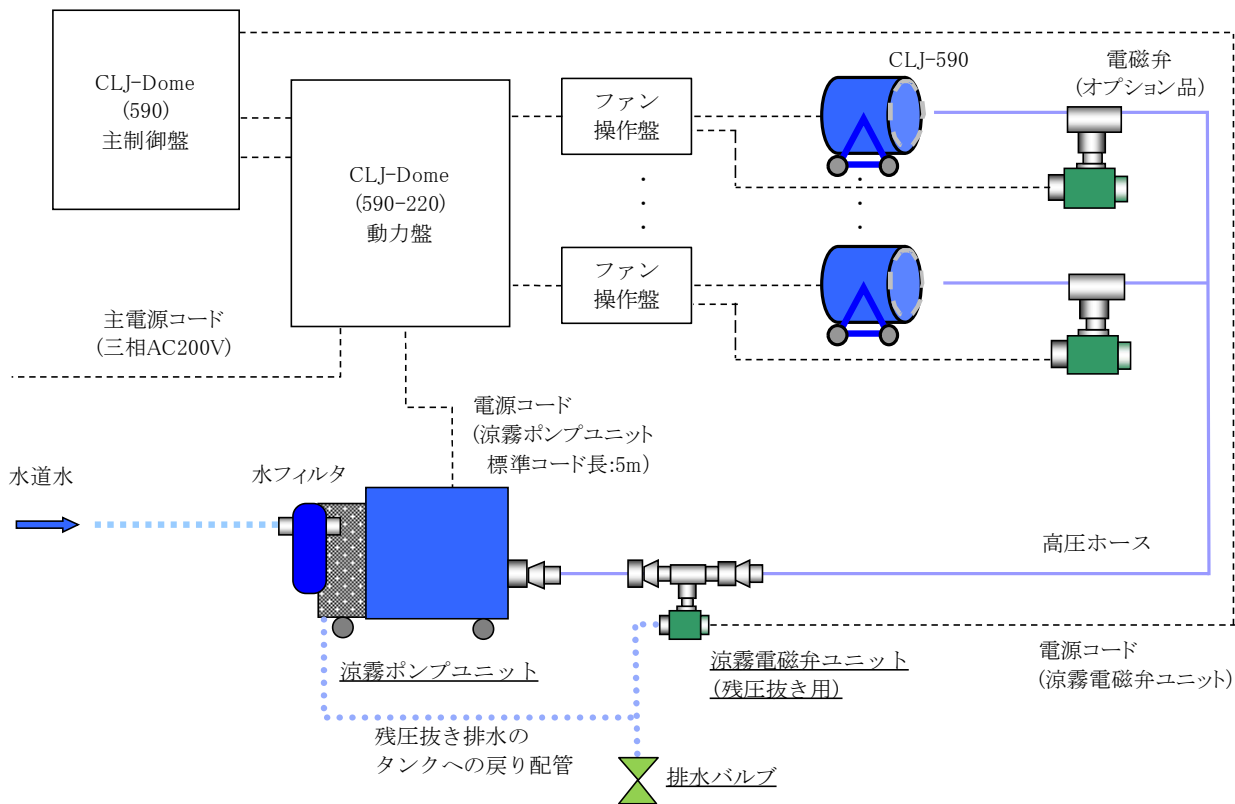 CLJ-Dome
(590)
主制御盤
CLJ-Dome
(590-220)
動力盤
ファン
操作盤
CLJ-590
電磁弁
(オプション品)
ファン
操作盤
主電源コード
(三相AC200V)
電源コード
(涼霧ポンプユニット
標準コード長:5m)
水道水
水フィルタ
高圧ホース
涼霧ポンプユニット
涼霧電磁弁ユニット
(残圧抜き用)
電源コード
(涼霧電磁弁ユニット)
残圧抜き排水の
タンクへの戻り配管
排水バルブ